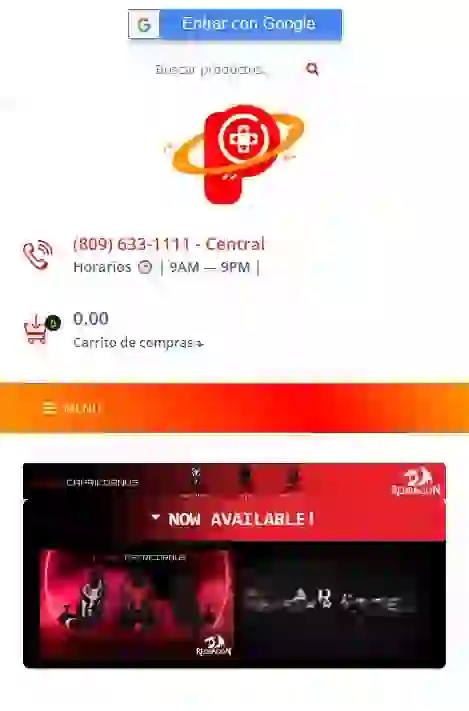 Entrar con Google
Buscar productos...
(809) 633-1111 - Central
Horarios | 9AM — 9PM |
0
0.00
Carrito de compras
MENU
CAPRICORNUS
REDRAGON
NOW AVAILABLE!
CAPRICORNUS
REDRAGON